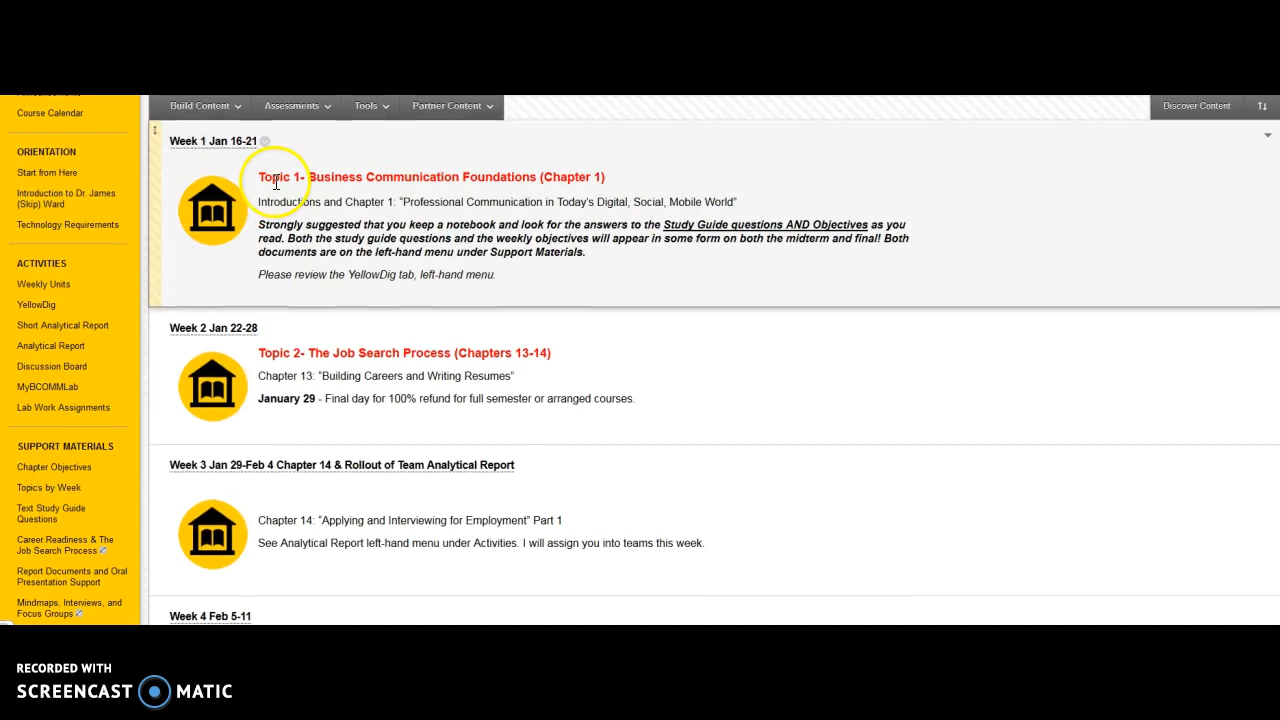 Course Calendar
ORIENTATION
Start from Here
Introduction to Dr. James
(Skip) Ward
Technology Requirements
ACTIVITIES
Weekly Units
YellowDig
Short Analytical Report
Analytical Report
Discussion Board
MyBCOMMLab
Lab Work Assignments
SUPPORT MATERIALS
Chapter Objectives
Topics by Week
Text Study Guide
Questions
Career Readiness & The
Job Search Process
Report Documents and Oral
Presentation Support
Mindmaps, Interviews, and
Focus Groups
Build Content
Assessments
Tools
Partner Content
Discover Content
Week 1 Jan 16-21
Topic 1- Business Communication Foundations (Chapter 1)
Introductions and Chapter 1: “Professional Communication in Today’s Digital, Social, Mobile World”
Strongly suggested that you keep a notebook and look for the answers to the Study Guide questions AND Objectives as you
read. Both the study guide questions and the weekly objectives will appear in some form on both the midterm and final! Both
documents are on the left-hand menu under Support Materials.
Please review the YellowDig tab, left-hand menu.
Week 2 Jan 22-28
Topic 2- The Job Search Process (Chapters 13-14)
Chapter 13: “Building Careers and Writing Resumes”
January 29 - Final day for 100% refund for full semester or arranged courses.
Week 3 Jan 29-Feb 4 Chapter 14 & Rollout of Team Analytical Report
Chapter 14: “Applying and Interviewing for Employment” Part 1
See Analytical Report left-hand menu under Activities. I will assign you into teams this week.
Week 4 Feb 5-11
RECORDED WITH
SCREENCAST MATIC